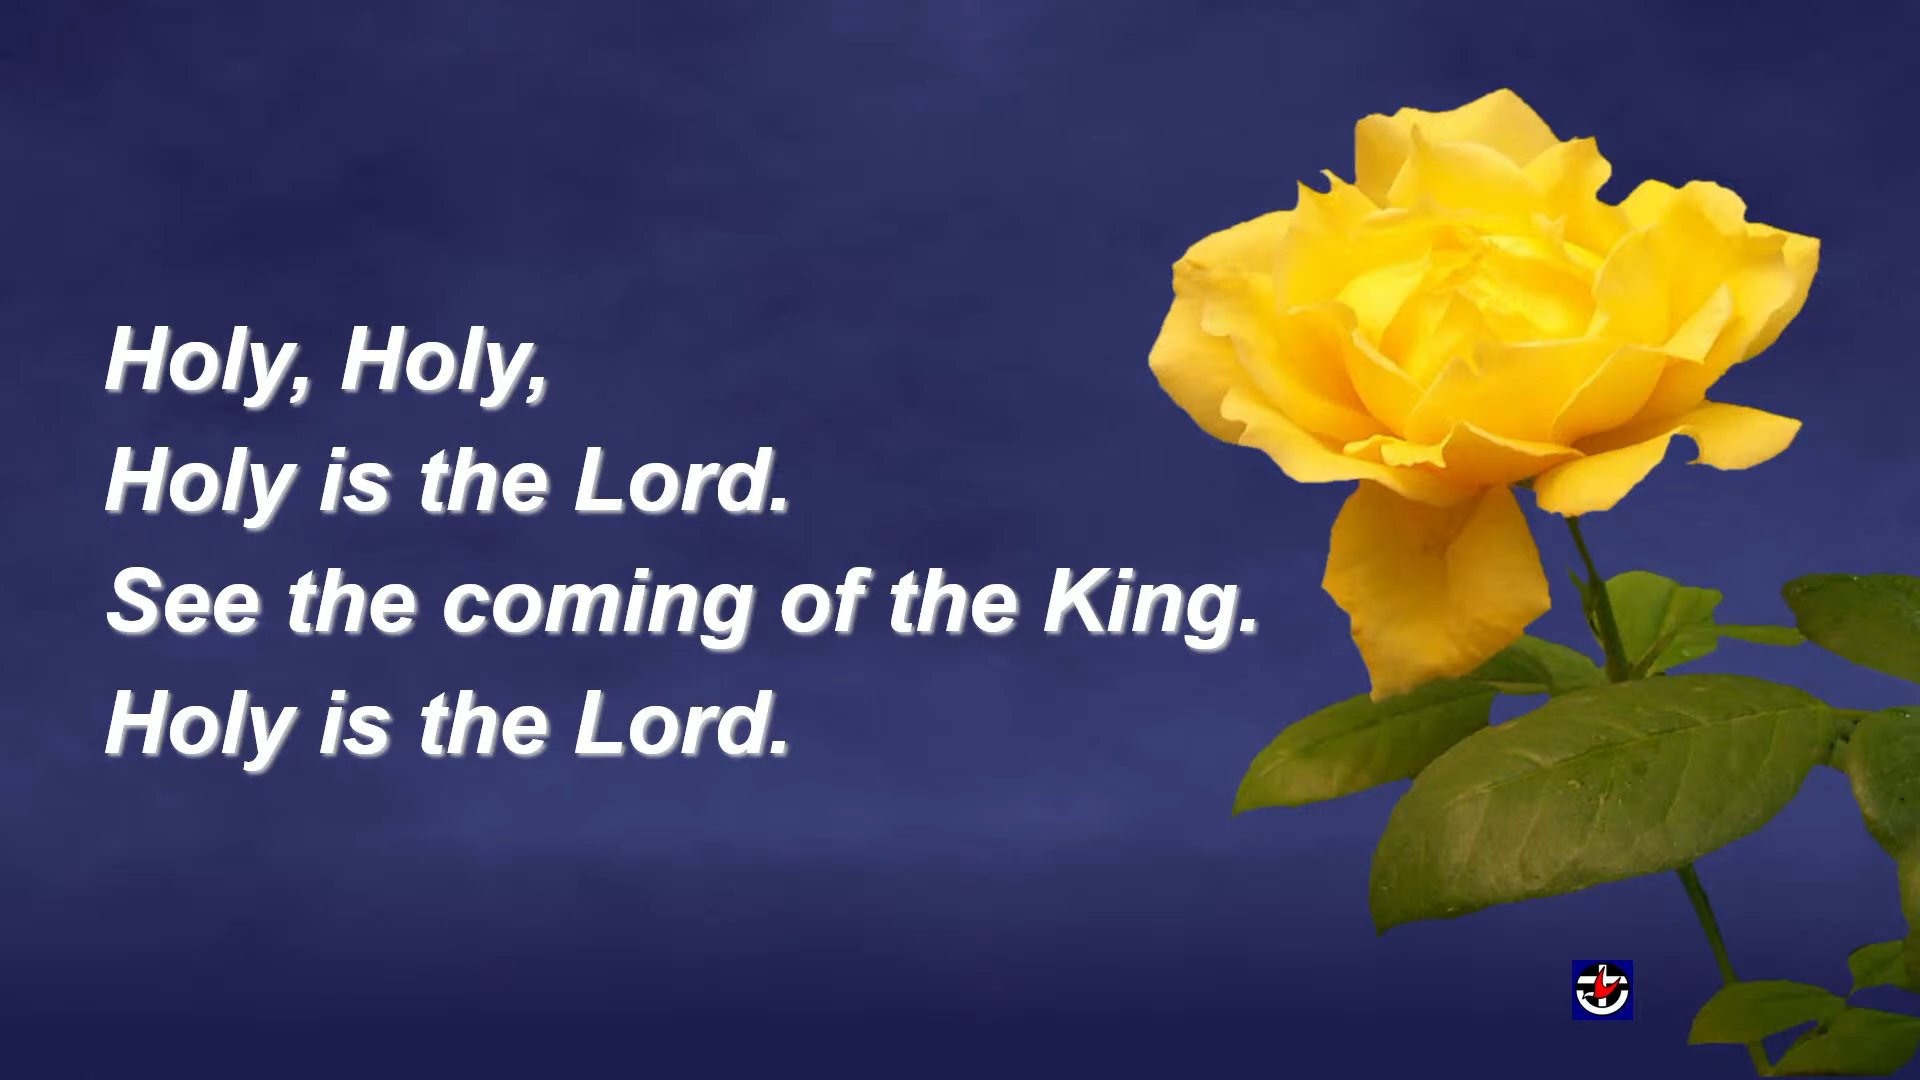 Holy, Holy,
Holy is the Lord.
See the coming of the King.
Holy is the Lord.